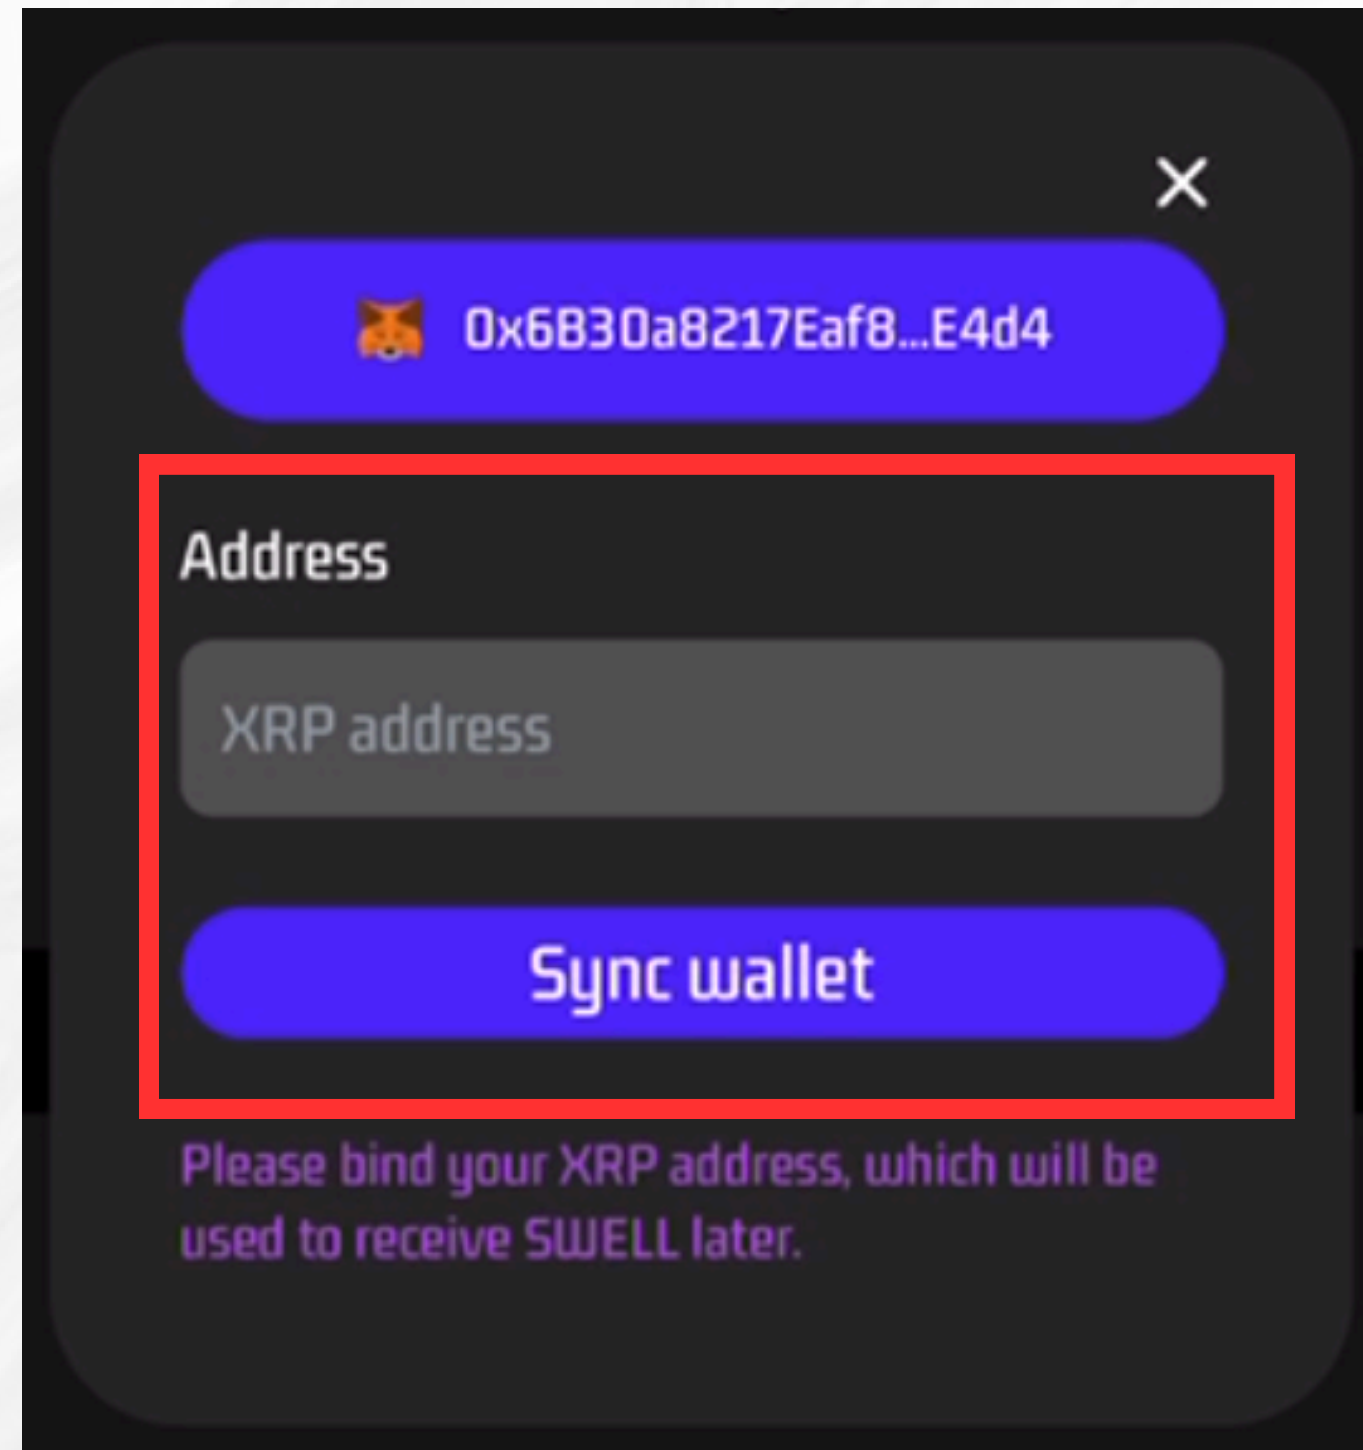 0x6B30a8217Eaf8...E4d4
Address
XRP address
Sync wallet
Please bind your XRP address, which will be
used to receive SWELL later.